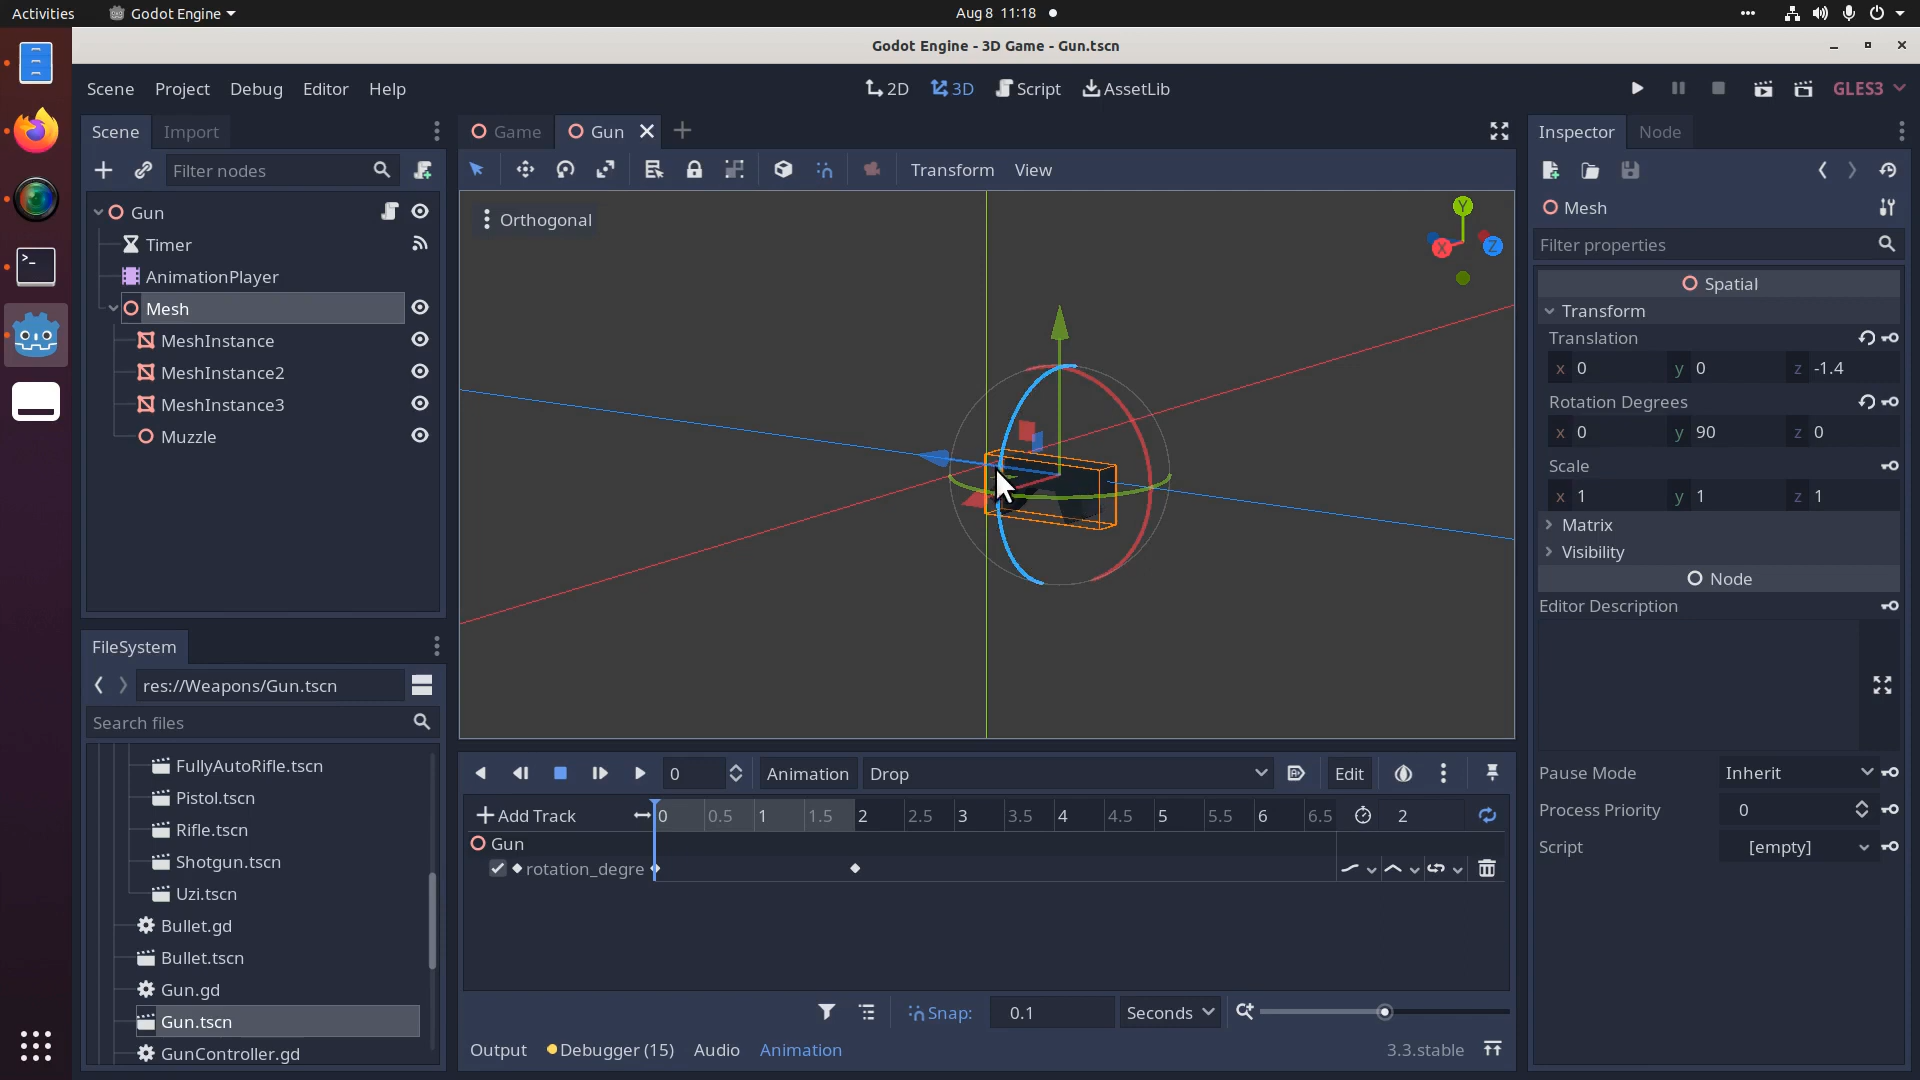 Activities
Godot Engine
Aug 8 11:18
Godot Engine - 3D Game - Gun.tscn
Scene
Project
Debug
Editor
Help
2D
3D
Script
AssetLib
GLES3
Scene
Import
Filter nodes
Gun
Timer
AnimationPlayer
Mesh
MeshInstance
MeshInstance2
MeshInstance3
Muzzle
FileSystem
res://Weapons/Gun.tscn
Search files
FullyAutoRifle.tscn
Pistol.tscn
Rifle.tscn
Shotgun.tscn
Uzi.tscn
Bullet.gd
Bullet.tscn
Gun.gd
Gun.tscn
GunController.gd
Game
Gun
Transform
View
Orthogonal
Y
X
Z
0
Animation
Drop
Edit
Add Track
0 0.5 1 1.5 2 2.5 3 3.5 4 4.5 5 5.5 6 6.5
2
Gun
rotation_degre
Snap:
0.1
Seconds
Output
Debugger (15)
Audio
Animation
3.3.stable
Inspector
Node
Mesh
Filter properties
Spatial
Transform
Translation
x 0 y 0 z -1.4
Rotation Degrees
x 0 y 90 z 0
Scale
x 1 y 1 z 1
Matrix
Visibility
Node
Editor Description
Pause Mode
Inherit
Process Priority
0
Script
[empty]